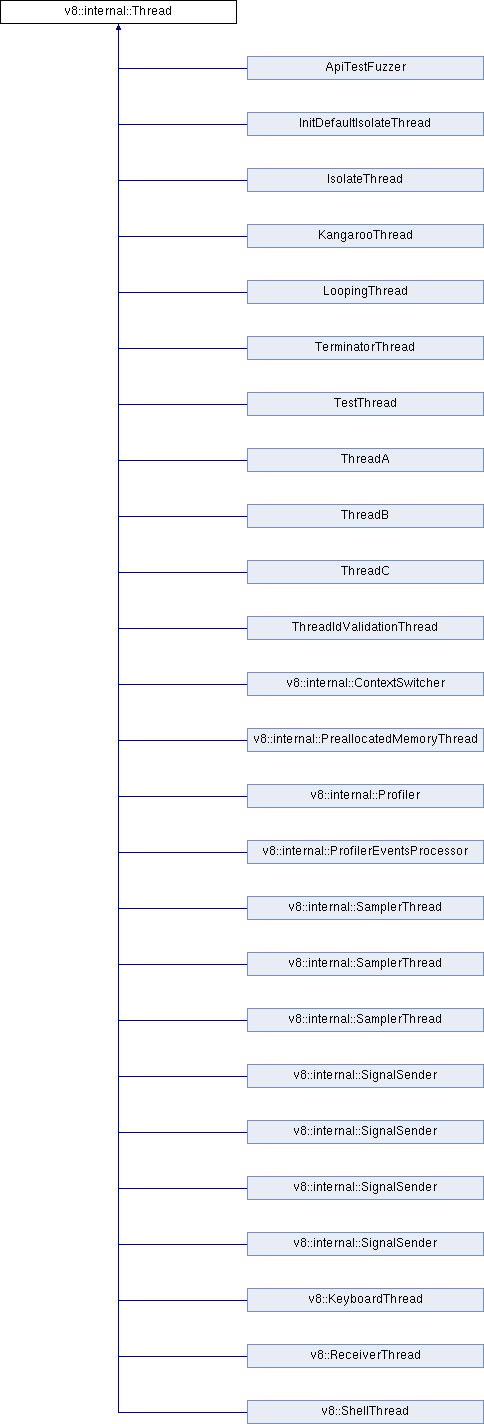 v8::internal::Thread
ApiTestFuzzer
InitDefaultIsolateThread
IsolateThread
KangarooThread
LoopingThread
TerminatorThread
TestThread
ThreadA
ThreadB
ThreadC
ThreadIdValidationThread
v8::internal::ContextSwitcher
v8::internal::PreallocatedMemoryThread
v8::internal::Profiler
v8::internal::ProfilerEventsProcessor
v8::internal::SamplerThread
v8::internal::SamplerThread
v8::internal::SamplerThread
v8::internal::SignalSender
v8::internal::SignalSender
v8::internal::SignalSender
v8::internal::SignalSender
v8::KeyboardThread
v8::ReceiverThread
v8::ShellThread